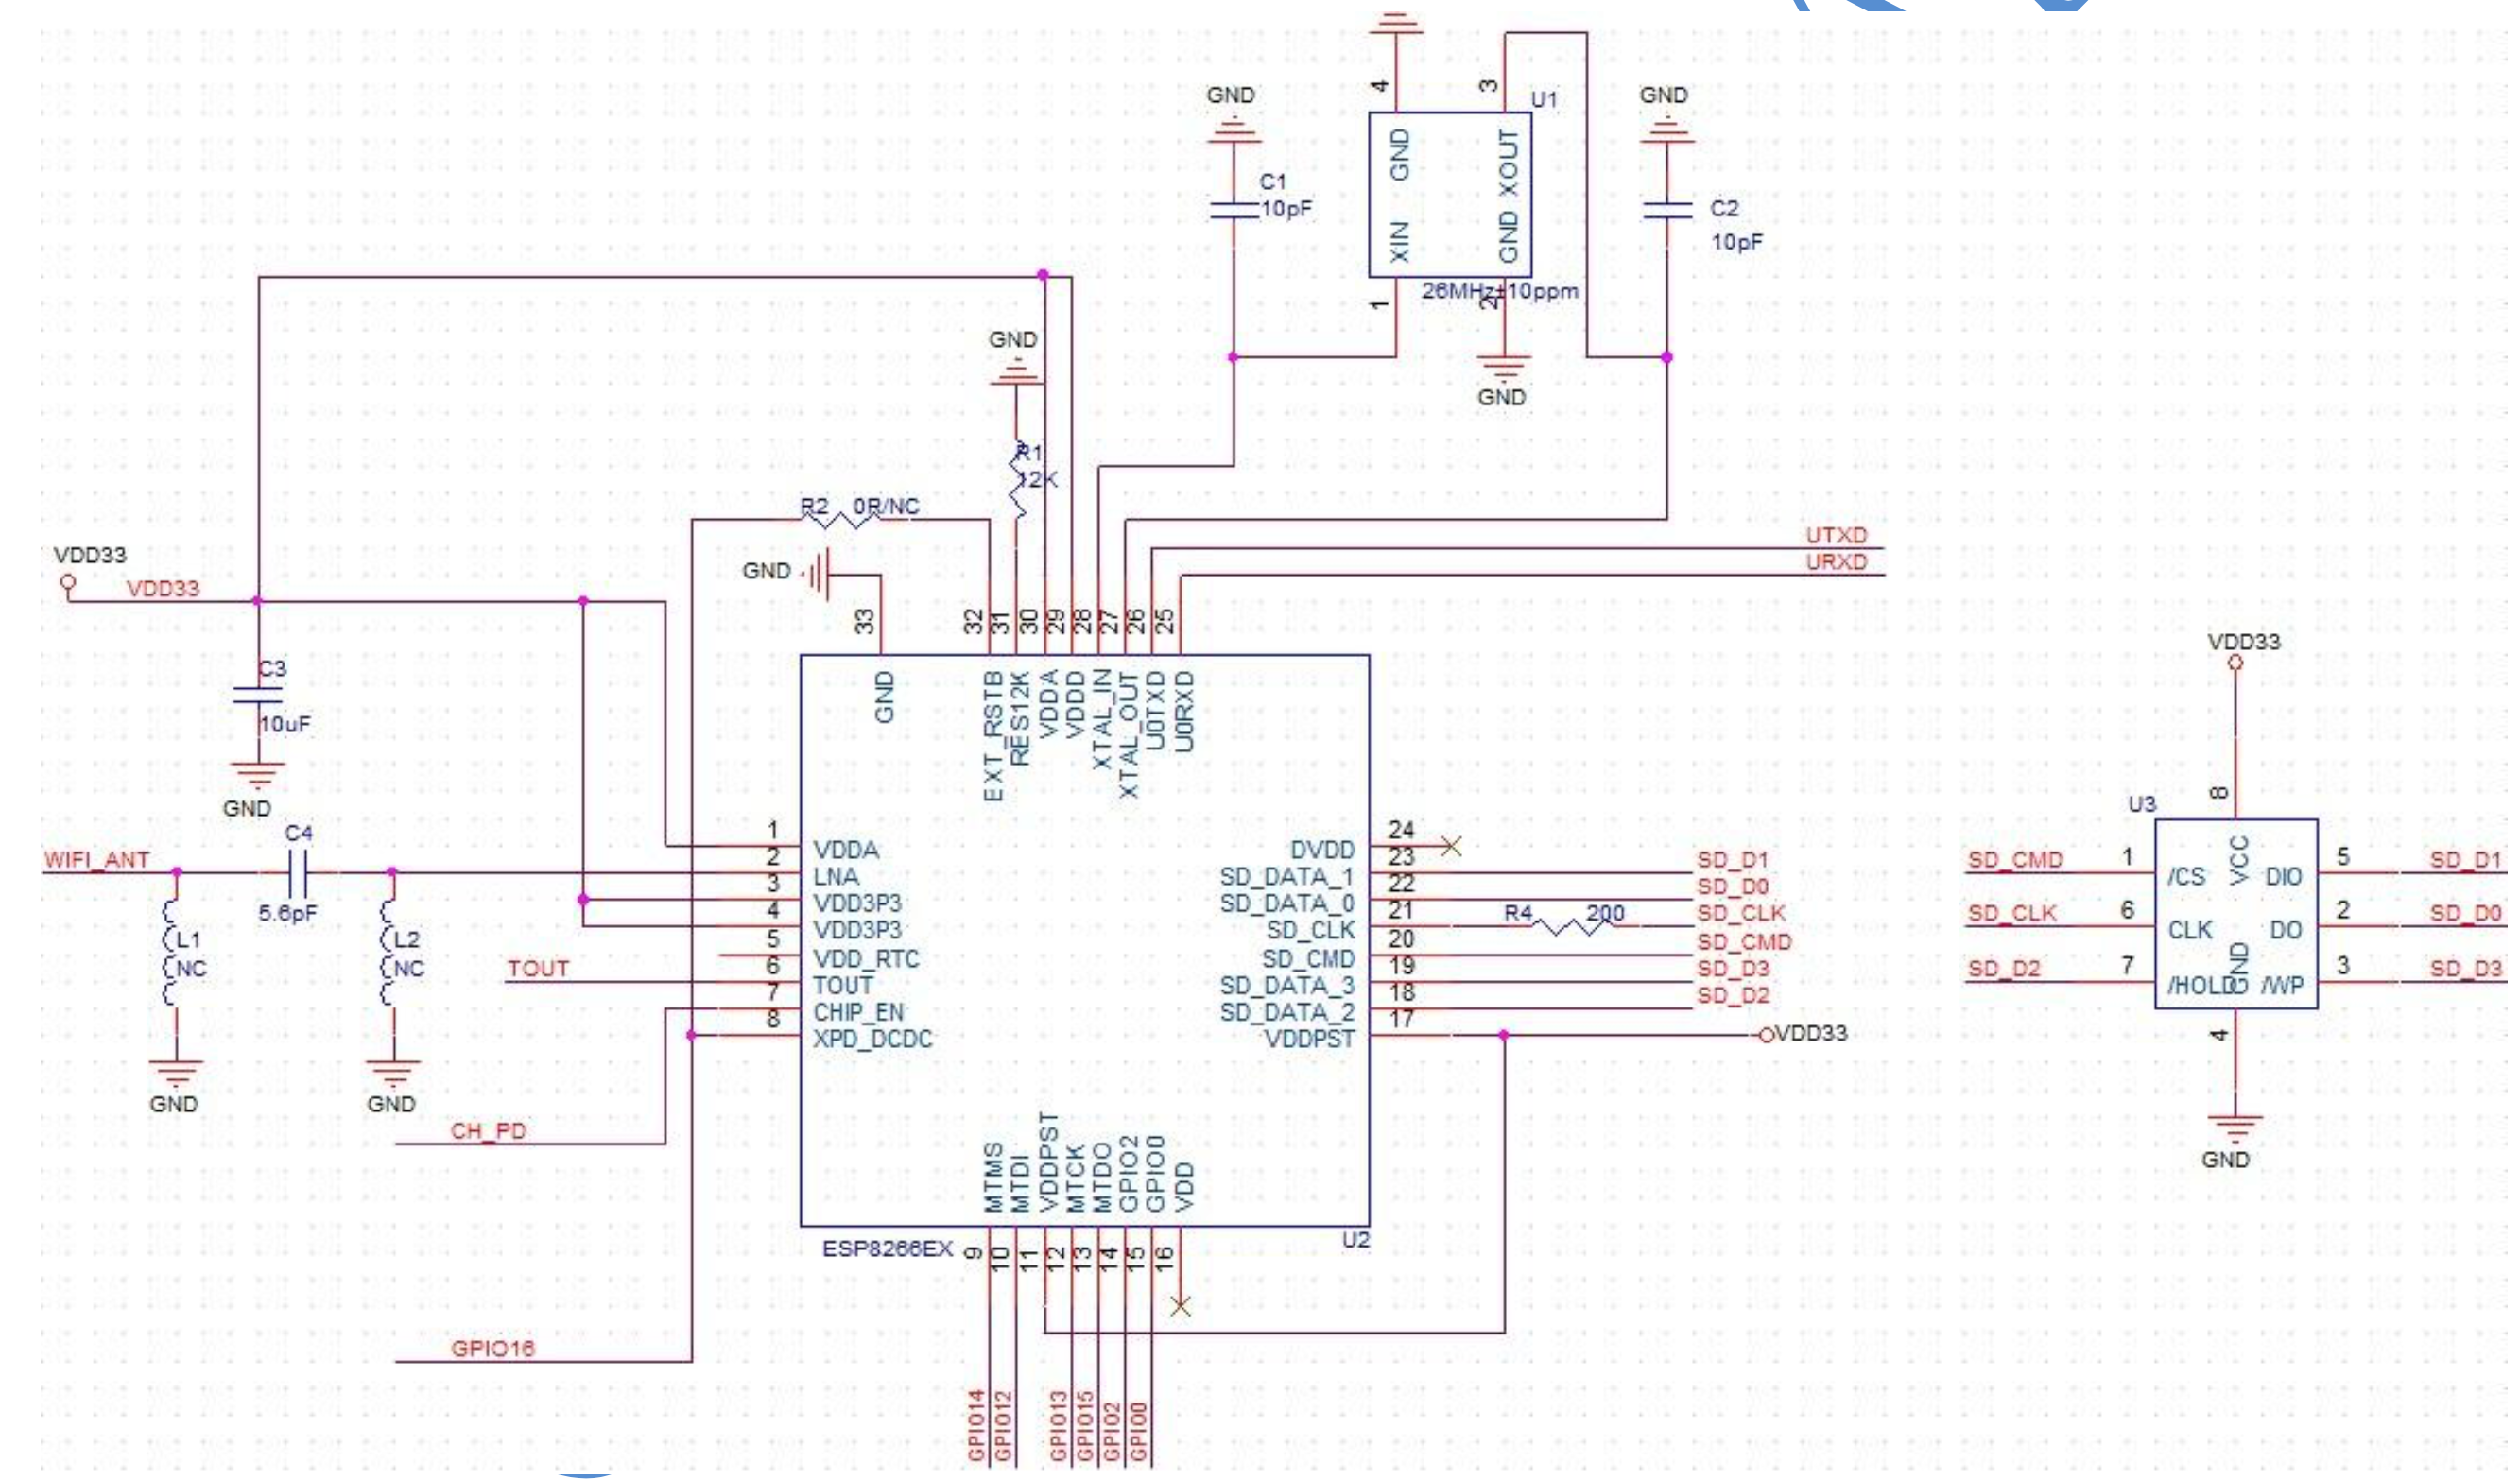 4
3
U1
GND
GND
GND
XOUT
C1
10pF
C2
10pF
XIN
GND
26MHz±10ppm
1
2
GND
GND
R1
12K
R2 0R/NC
UTXD
URXD
VDD33
VDD33
GND
33
32
31
30
29
28
27
26
25
C3
10uF
GND
GND
EXT_RSTB
RES12K
VDDA
VDDD
XTAL_IN
XTAL_OUT
U0TXD
U0RXD
WIFI_ANT
C4
5.6pF
L1
NC
L2
NC
GND
GND
TOUT
CH_PD
GPIO16
1
VDDA
2
LNA
3
VDD3P3
4
VDD3P3
5
VDD_RTC
6
TOUT
7
CHIP_EN
8
XPD_DCDC
24
DVDD
23
SD_DATA_1
SD_D1
22
SD_DATA_0
SD_D0
21
SD_CLK
R4 200
SD_CLK
20
SD_CMD
SD_CMD
19
SD_DATA_3
SD_D3
18
SD_DATA_2
SD_D2
17
VDDPST
VDD33
MTMS
MTDI
VDDPST
MTCK
MTDO
GPIO2
GPIO0
VDD
ESP8266EX
U2
9
10
11
12
13
14
15
16
GPIO14
GPIO12
GPIO13
GPIO15
GPIO2
GPIO0
VDD33
8
U3
VCC
SD_CMD
1
/CS
DIO
5
SD_D1
SD_CLK
6
CLK
DO
2
SD_D0
SD_D2
7
/HOLD
GND
/WP
3
SD_D3
4
GND